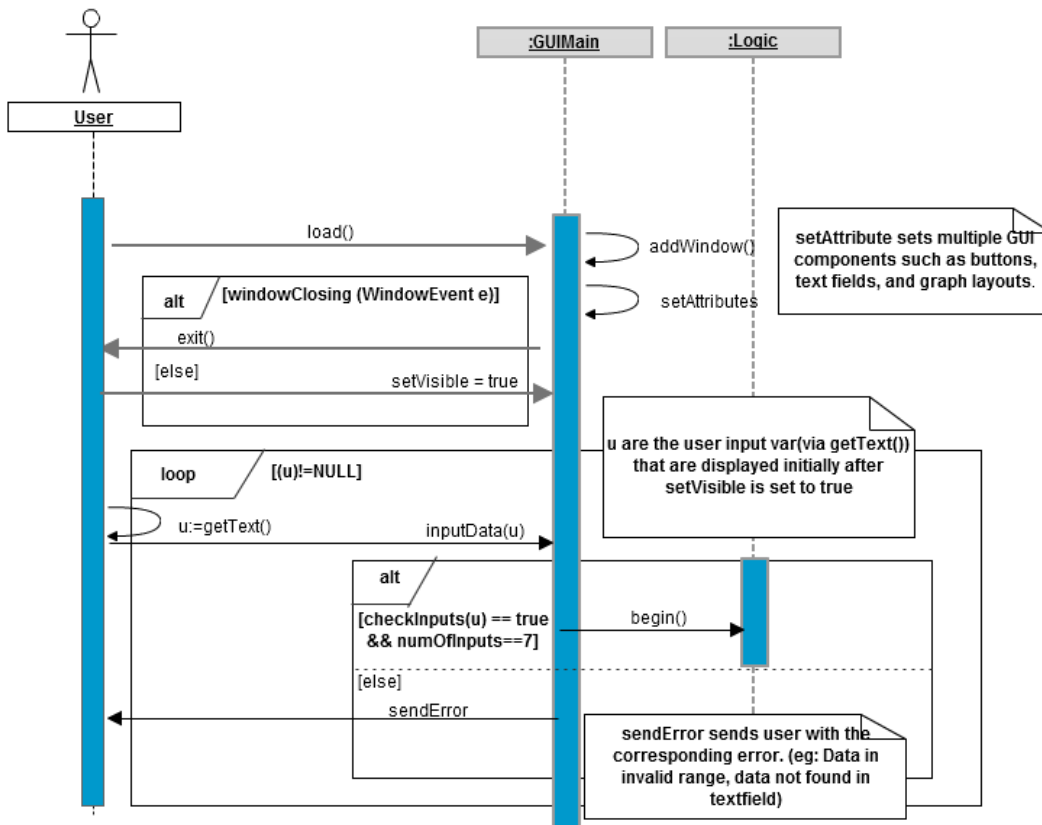 :GUIMain
:Logic
User
load()
addWindow()
setAttribute sets multiple GUI
components such as buttons,
text fields, and graph layouts.
alt
[windowClosing (WindowEvent e)]
setAttributes
exit()
[else]
setVisible = true
u are the user input var(via getText())
that are displayed initially after
setVisible is set to true
loop
[(u)!=NULL]
u:=getText()
inputData(u)
alt
[checkInputs(u) == true
&& numOfInputs==7]
begin()
[else]
sendError
sendError sends user with the
corresponding error. (eg: Data in
invalid range, data not found in
textfield)